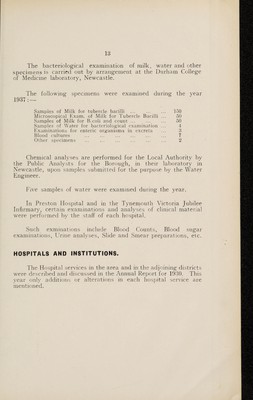 13
The bacteriological examination of milk, water and other
specimens is carried out by arrangement at the Durham College
of Medicine laboratory, Newcastle.
The following specimens were examined during the year
1937:—
Samples of Milk for tubercle bacilli ... 150
Microscopical Exam. of Milk for Tubercle Bacilli ... 50
Samples of Milk for B.coli and count ... 50
Samples of Water for bacteriological examination ... 4
Examinations for enteric organisms in excreta ... 3
Blood cultures ... 7
Other specimens ... 2
Chemical analyses are performed for the Local Authority by
the Public Analysts for the Borough, in their laboratory in
Newcastle, upon samples submitted for the purpose by the Water
Engineer.
Five samples of water were examined during the year.
In Preston Hospital and in the Tynemouth Victoria Jubilee
Infirmary, certain examinations and analyses of clinical material
were performed by the staff of each hospital.
Such examinations include Blood Counts, Blood sugar
examinations, Urine analyses, Slide and Smear preparations, etc.
HOSPITALS AND INSTITUTIONS.
The Hospital services in the area and in the adjoining districts
were described and discussed in the Annual Report for 1930. This
year only additions or alterations in each hospital service are
mentioned.